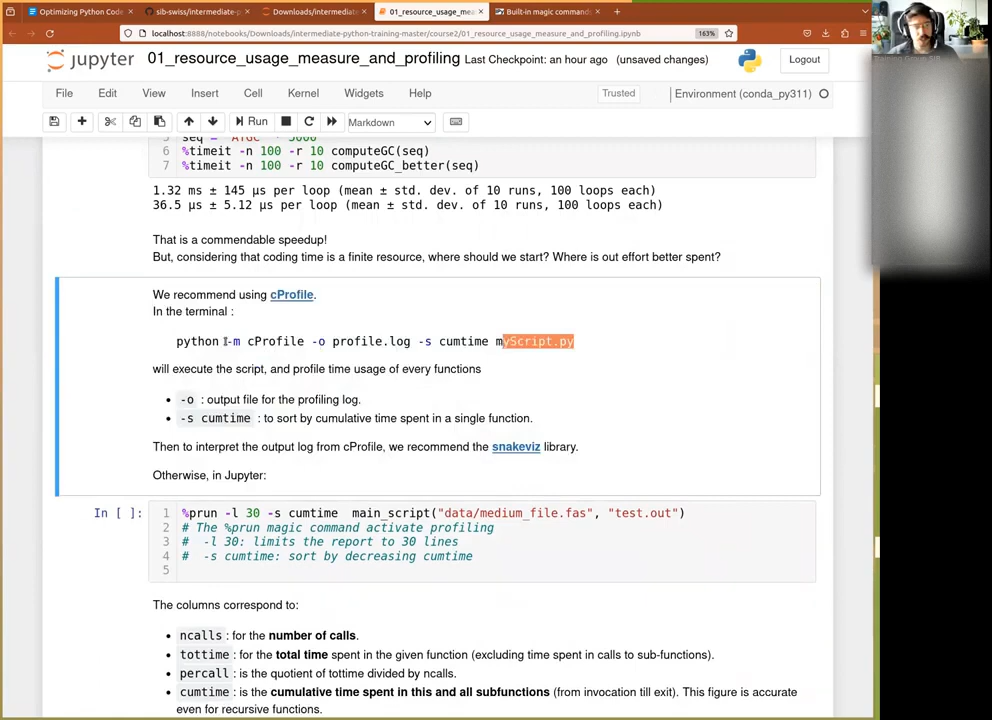 Optimizing Python Code
sib-swiss/intermediate-p
Downloads/intermediate
01_resource_usage_mea
Built-in magic command
localhost:8888/notebooks/Downloads/intermediate-python-training-master/course2/01_resource_usage_measure_and_profiling.ipynb
163%
jupyter 01_resource_usage_measure_and_profiling Last Checkpoint: an hour ago (unsaved changes)
Logout
File Edit View Insert Cell Kernel Widgets Help
Trusted
Environment (conda_py311)
Run
Markdown
5 seq = "ATGC" * 5000
6 %timeit -n 100 -r 10 computeGC(seq)
7 %timeit -n 100 -r 10 computeGC_better(seq)
1.32 ms ± 145 µs per loop (mean ± std. dev. of 10 runs, 100 loops each)
36.5 µs ± 5.12 µs per loop (mean ± std. dev. of 10 runs, 100 loops each)
That is a commendable speedup!
But, considering that coding time is a finite resource, where should we start? Where is out effort better spent?
We recommend using cProfile.
In the terminal :
python -m cProfile -o profile.log -s cumtime myScript.py
will execute the script, and profile time usage of every functions
-o : output file for the profiling log.
-s cumtime : to sort by cumulative time spent in a single function.
Then to interpret the output log from cProfile, we recommend the snakeviz library.
Otherwise, in Jupyter:
In [ ]:
1 %prun -l 30 -s cumtime main_script("data/medium_file.fas", "test.out")
2 # The %prun magic command activate profiling
3 # -l 30: limits the report to 30 lines
4 # -s cumtime: sort by decreasing cumtime
5
The columns correspond to:
ncalls : for the number of calls.
tottime : for the total time spent in the given function (excluding time spent in calls to sub-functions).
percall : is the quotient of tottime divided by ncalls.
cumtime : is the cumulative time spent in this and all subfunctions (from invocation till exit). This figure is accurate
even for recursive functions.